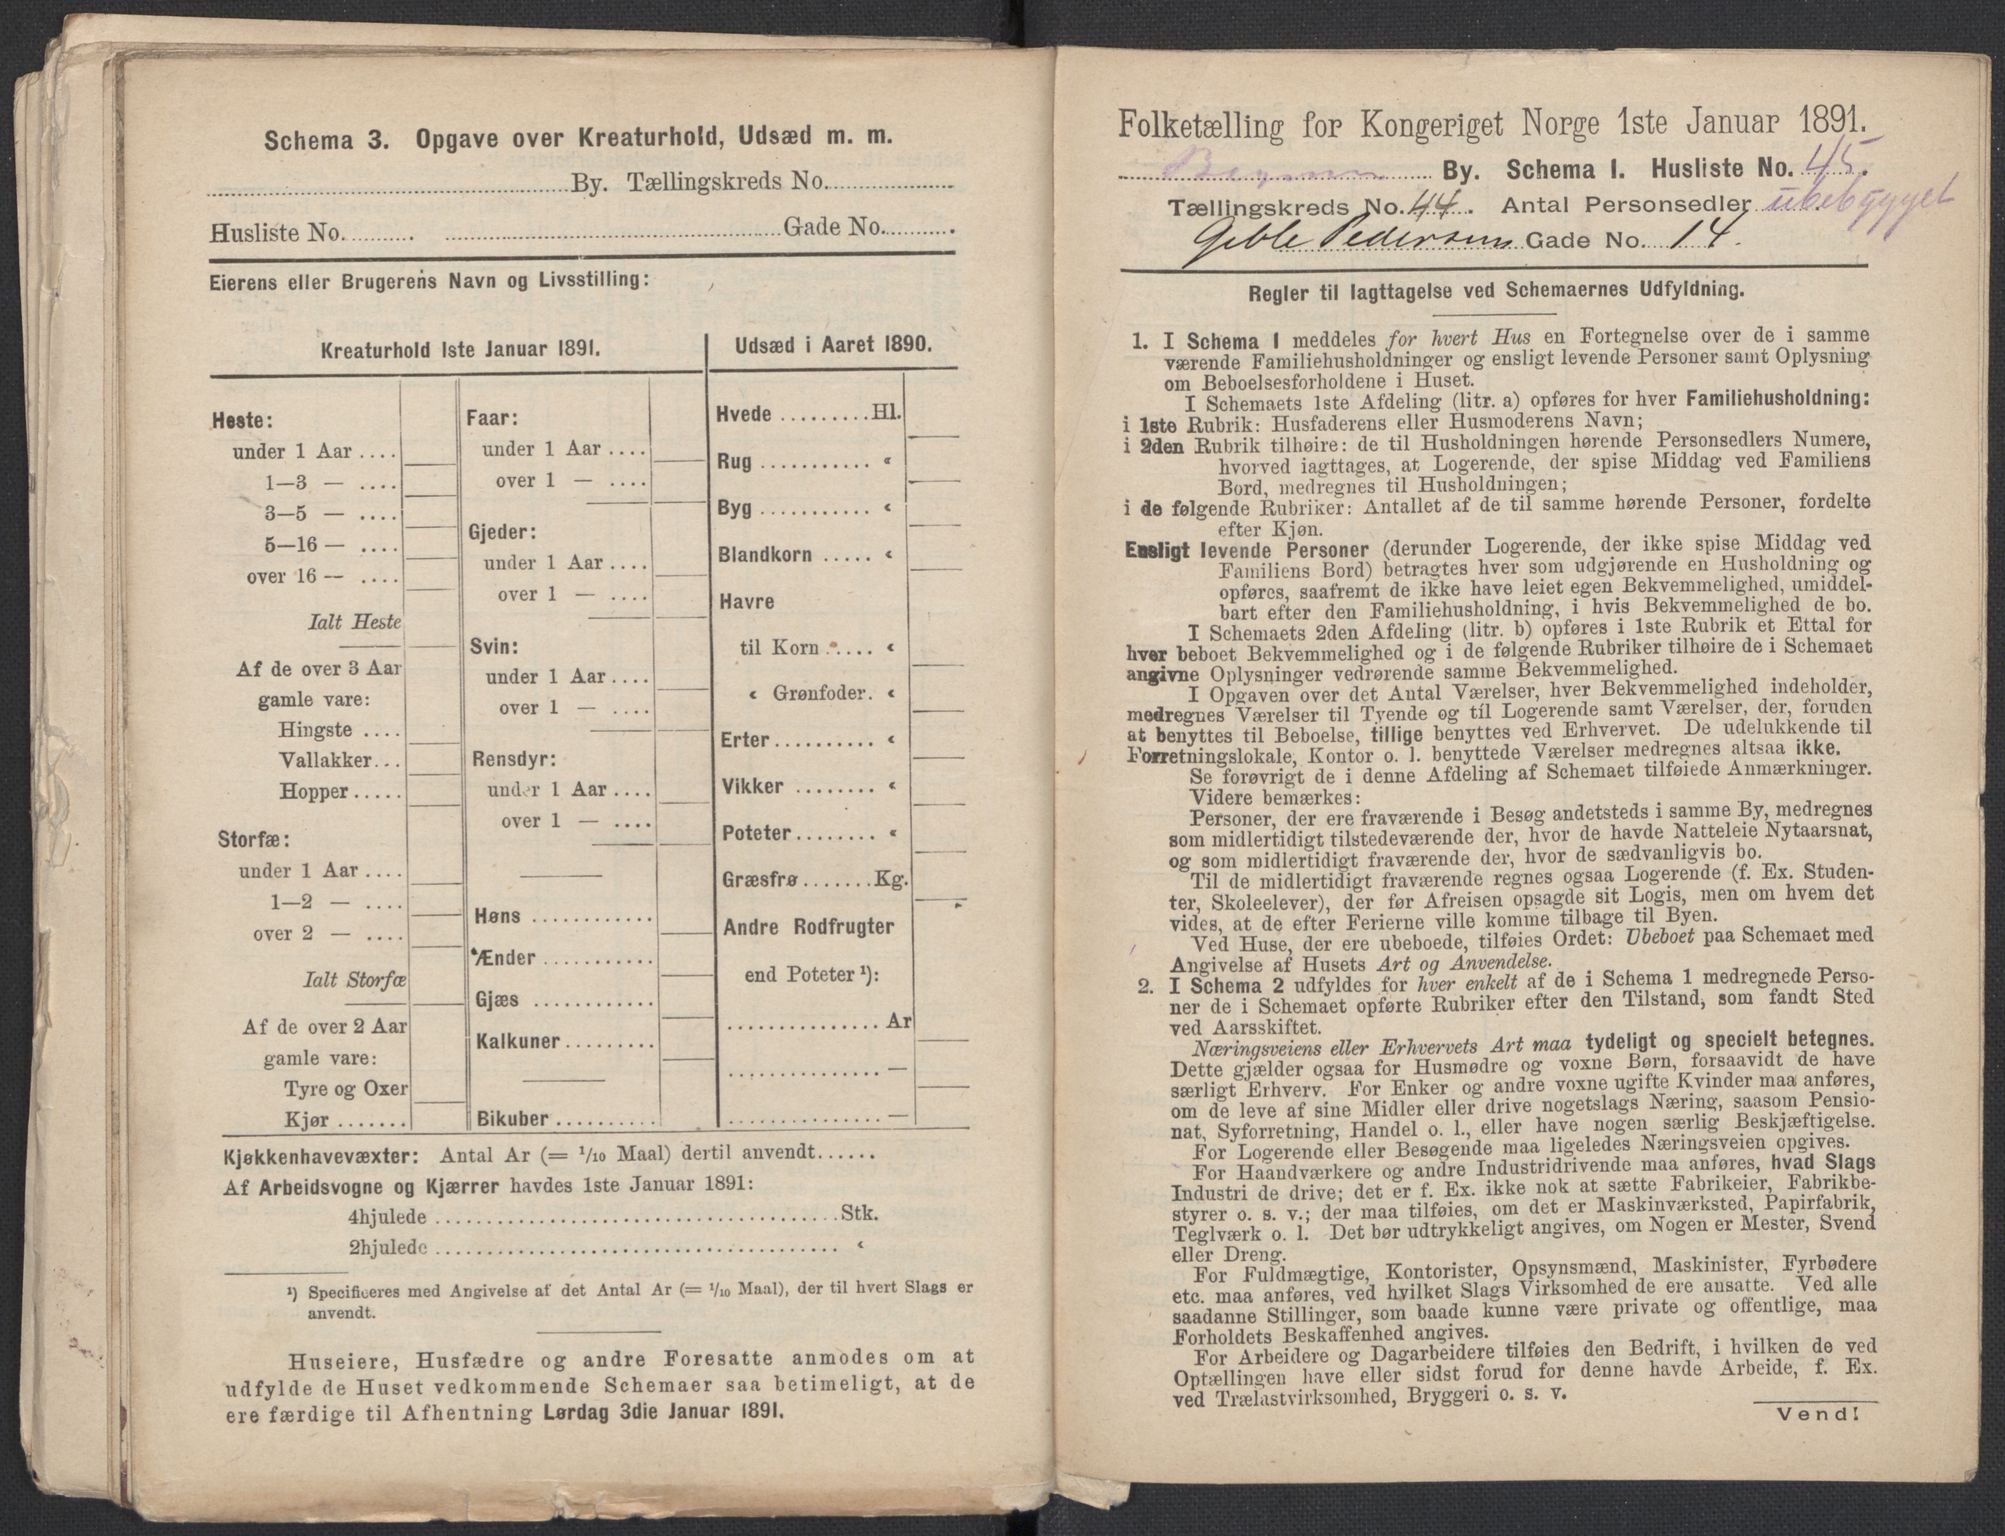 Schema 3. Opgave over Kreaturhold, Udsæd m. m.
By. Tællingskreds No.
Husliste No. Gade No.
Eierens eller Brugerens Navn og Livsstilling:
Kreaturhold 1ste Januar 1891.
Heste:
under 1 Aar ....
1—3 — ....
3—5 — ....
5—16 — ....
over 16 — ....
Ialt Heste
Af de over 3 Aar
gamle vare:
Hingste ....
Vallakker...
Hopper.....
Storfæ:
under 1 Aar ....
1—2 — ....
over 2 — ....
Ialt Storfæ
Af de over 2 Aar
gamle vare:
Tyre og Oxer
Kjør .......
Faar:
under 1 Aar ....
over 1 — ....
Gjeder:
under 1 Aar ....
over 1 — ....
Svin:
under 1 Aar ....
over 1 — ....
Rensdyr:
under 1 Aar ....
over 1 — ....
Høns ............
Ænder ...........
Gjæs ............
Kalkuner.........
Bikuber ..........
Udsæd i Aaret 1890.
Hvede .........Hl.
Rug ........... «
Byg ........... «
Blandkorn ..... «
Havre
til Korn ..... «
« Grønfoder. «
Erter.......... «
Vikker ........ «
Poteter........ «
Græsfrø.......Kg.
Andre Rodfrugter
end Poteter ¹):
............... Ar
............... —
............... —
Kjøkkenhavevæxter: Antal Ar (= 1/10 Maal) dertil anvendt......
Af Arbeidsvogne og Kjærrer havdes 1ste Januar 1891:
4hjulede ..................................... Stk.
2hjulede ..................................... «
¹) Specificeres med Angivelse af det Antal Ar (= 1/10 Maal), der til hvert Slags er
anvendt.
Huseiere, Husfædre og andre Foresatte anmodes om at
udfylde de Huset vedkommende Schemaer saa betimeligt, at de
ere færdige til Afhentning Lørdag 3die Januar 1891.
Folketælling for Kongeriget Norge 1ste Januar 1891.
Bergens By. Schema I. Husliste No. 45.
Tællingskreds No. 44. Antal Personsedler ubebygget
Geble Pedersens Gade No. 14.
Regler til Iagttagelse ved Schemaernes Udfyldning.
1. I Schema I meddeles for hvert Hus en Fortegnelse over de i samme
værende Familiehusholdninger og ensligt levende Personer samt Oplysning
om Beboelsesforholdene i Huset.
I Schemaets 1ste Afdeling (litr. a) opføres for hver Familiehusholdning:
i 1ste Rubrik: Husfaderens eller Husmoderens Navn;
i 2den Rubrik tilhøire: de til Husholdningen hørende Personsedlers Numere,
hvorved iagttages, at Logerende, der spise Middag ved Familiens
Bord, medregnes til Husholdningen;
i de følgende Rubriker: Antallet af de til samme hørende Personer, fordelte
efter Kjøn.
Ensligt levende Personer (derunder Logerende, der ikke spise Middag ved
Familiens Bord) betragtes hver som udgjørende en Husholdning og
opføres, saafremt de ikke have leiet egen Bekvemmelighed, umiddel-
bart efter den Familiehusholdning, i hvis Bekvemmelighed de bo.
I Schemaets 2den Afdeling (litr. b) opføres i 1ste Rubrik et Ettal for
hver beboet Bekvemmelighed og i de følgende Rubriker tilhøire de i Schemaet
angivne Oplysninger vedrørende samme Bekvemmelighed.
I Opgaven over det Antal Værelser, hver Bekvemmelighed indeholder,
medregnes Værelser til Tyende og til Logerende samt Værelser, der, foruden
at benyttes til Beboelse, tillige benyttes ved Erhvervet. De udelukkende til
Forretningslokale, Kontor o. l. benyttede Værelser medregnes altsaa ikke.
Se forøvrigt de i denne Afdeling af Schemaet tilføiede Anmærkninger.
Videre bemærkes:
Personer, der ere fraværende i Besøg andetsteds i samme By, medregnes
som midlertidigt tilstedeværende der, hvor de havde Natteleie Nytaarsnat,
og som midlertidigt fraværende der, hvor de sædvanligvis bo.
Til de midlertidigt fraværende regnes ogsaa Logerende (f. Ex. Studen-
ter, Skoleelever), der før Afreisen opsagde sit Logis, men om hvem det
vides, at de efter Ferierne ville komme tilbage til Byen.
Ved Huse, der ere ubeboede, tilføies Ordet: Ubeboet paa Schemaet med
Angivelse af Husets Art og Anvendelse.
2. I Schema 2 udfyldes for hver enkelt af de i Schema 1 medregnede Perso-
ner de i Schemaet opførte Rubriker efter den Tilstand, som fandt Sted
ved Aarsskiftet.
Næringsveiens eller Erhvervets Art maa tydeligt og specielt betegnes.
Dette gjælder ogsaa for Husmødre og voxne Børn, forsaavidt de have
særligt Erhverv. For Enker og andre voxne ugifte Kvinder maa anføres,
om de leve af sine Midler eller drive nogetslags Næring, saasom Pensio-
nat, Syforretning, Handel o. l., eller have nogen særlig Beskjæftigelse.
For Logerende eller Besøgende maa ligeledes Næringsveien opgives.
For Haandværkere og andre Industridrivende maa anføres, hvad Slags
Industri de drive; det er f. Ex. ikke nok at sætte Fabrikeier, Fabrikbe-
styrer o. s. v.; der maa tilføies, om det er Maskinværksted, Papirfabrik,
Teglværk o. l. Det bør udtrykkeligt angives, om Nogen er Mester, Svend
eller Dreng.
For Fuldmægtige, Kontorister, Opsynsmænd, Maskinister, Fyrbødere
etc. maa anføres, ved hvilket Slags Virksomhed de ere ansatte. Ved alle
saadanne Stillinger, som baade kunne være private og offentlige, maa
Forholdets Beskaffenhed angives.
For Arbeidere og Dagarbeidere tilføies den Bedrift, i hvilken de ved
Optællingen have eller sidst forud for denne havde Arbeide, f. Ex.
ved Trælastvirksomhed, Bryggeri o. s. v.
Vend!